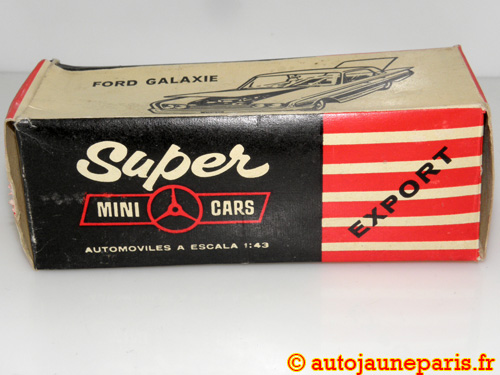 FORD GALAXIE
Super
MINI CARS
AUTOMOVILES A ESCALA 1:43
EXPORT
© autojauneparis.fr